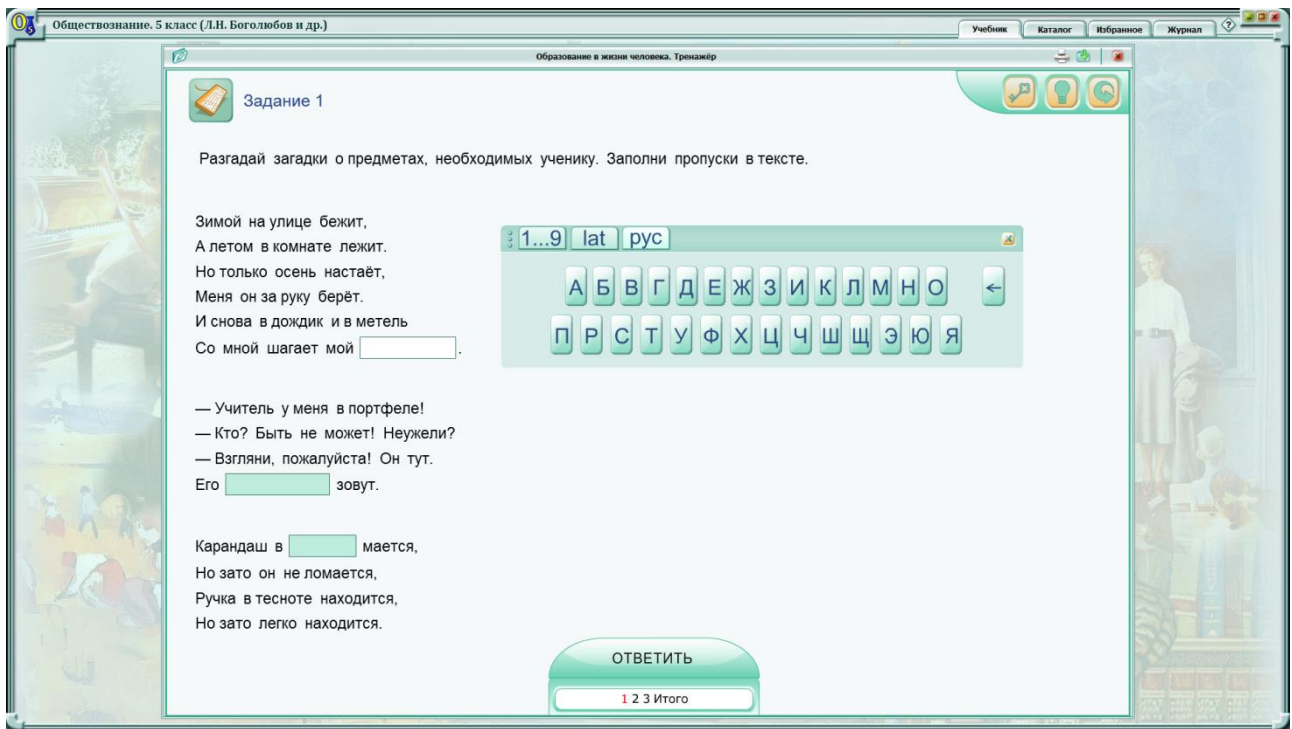 Обществознание. 5 класс (Л.Н. Боголюбов и др.)
Учебник Каталог Избранное Журнал ?
Образование в жизни человека. Тренажёр
Задание 1
Разгадай загадки о предметах, необходимых ученику. Заполни пропуски в тексте.
Зимой на улице бежит,
А летом в комнате лежит.
Но только осень настаёт,
Меня он за руку берёт.
И снова в дождик и в метель
Со мной шагает мой .
1...9 lat рус
А Б В Г Д Е Ж З И К Л М Н О ←
П Р С Т У Ф Х Ц Ч Ш Щ Э Ю Я
— Учитель у меня в портфеле!
— Кто? Быть не может! Неужели?
— Взгляни, пожалуйста! Он тут.
Его зовут.
Карандаш в мается,
Но зато он не ломается,
Ручка в тесноте находится,
Но зато легко находится.
ОТВЕТИТЬ
1 2 3 Итого